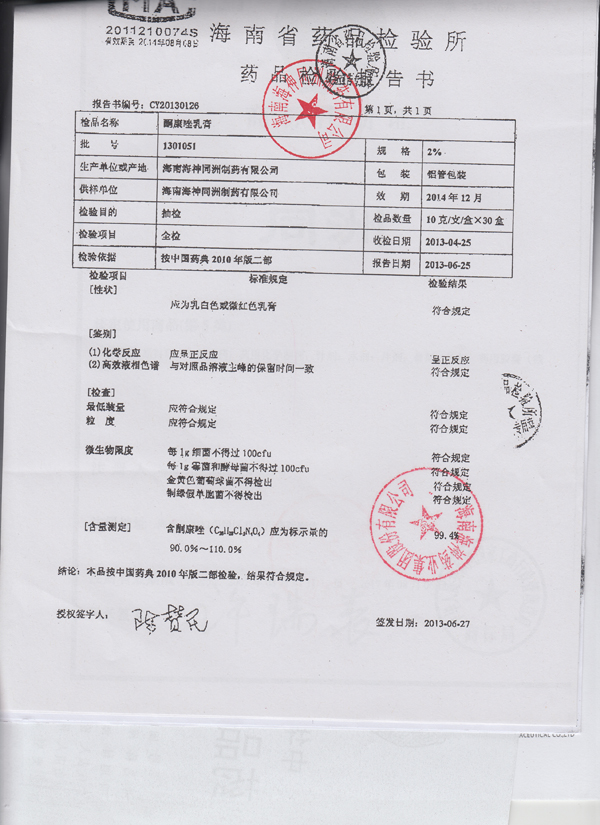 MA
2011210074S
有效期至 2014年08月08日
海南省药品检验所
药品检验报告书
报告书编号: CY20130126
第1页, 共1页
检品名称 酮康唑乳膏
批 号 1301051 规 格 2%
生产单位或产地 海南海神同洲制药有限公司 包 装 铝管包装
供样单位 海南海神同洲制药有限公司 效 期 2014年12月
检验目的 抽检 检品数量 10克/支/盒×30盒
检验项目 全检 收检日期 2013-04-25
检验依据 按中国药典2010年版二部 报告日期 2013-06-25
检验项目 标准规定 检验结果
[性状]
应为乳白色或微红色乳膏 符合规定
[鉴别]
(1)化学反应 应呈正反应 呈正反应
(2)高效液相色谱 与对照品溶液主峰的保留时间一致 符合规定
[检查]
最低装量 应符合规定 符合规定
粒 度 应符合规定 符合规定
微生物限度 每1g细菌不得过100cfu 符合规定
每1g霉菌和酵母菌不得过100cfu 符合规定
金黄色葡萄球菌不得检出 符合规定
铜绿假单胞菌不得检出 符合规定
[含量测定] 含酮康唑 (C₂₆H₂₈Cl₂N₄O₄) 应为标示量的 99.4%
90.0%~110.0%
结论: 本品按中国药典2010年版二部检验, 结果符合规定。
授权签字人:
签发日期: 2013-06-27
海南海神药业集团股份有限公司
ACEUTICAL CO.,LTD